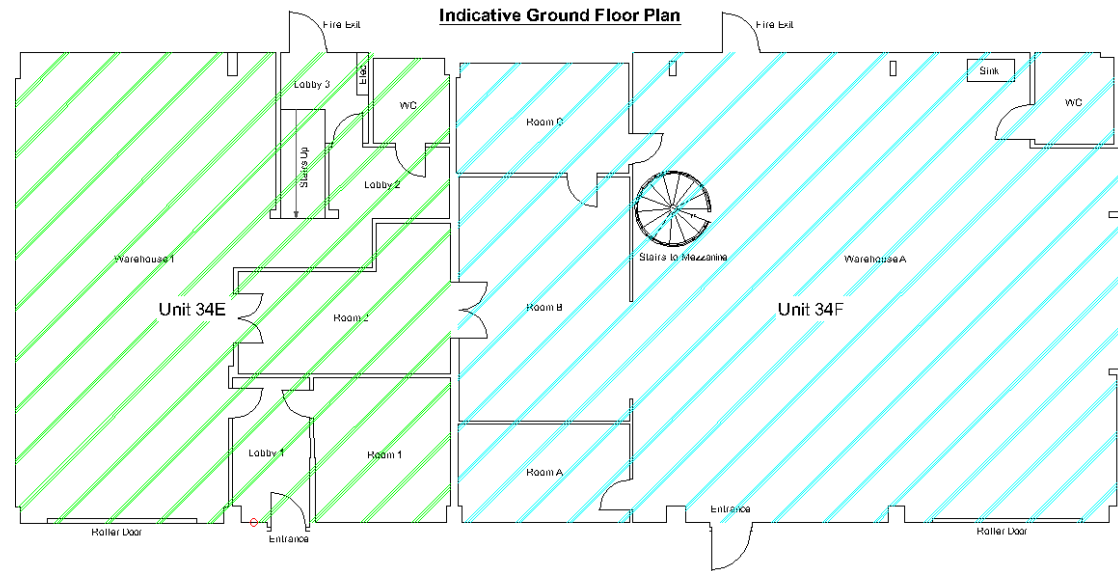 Indicative Ground Floor Plan
Fire Exit
Fire Exit
Lobby 3
Elec
WC
Sink
WC
Room C
Stairs Up
Lobby 2
Warehouse 1
Stairs to Mezzanine
Warehouse A
Unit 34E
Room 2
Room B
Unit 34F
Lobby 1
Room 1
Room A
Entrance
Roller Door
Entrance
Roller Door